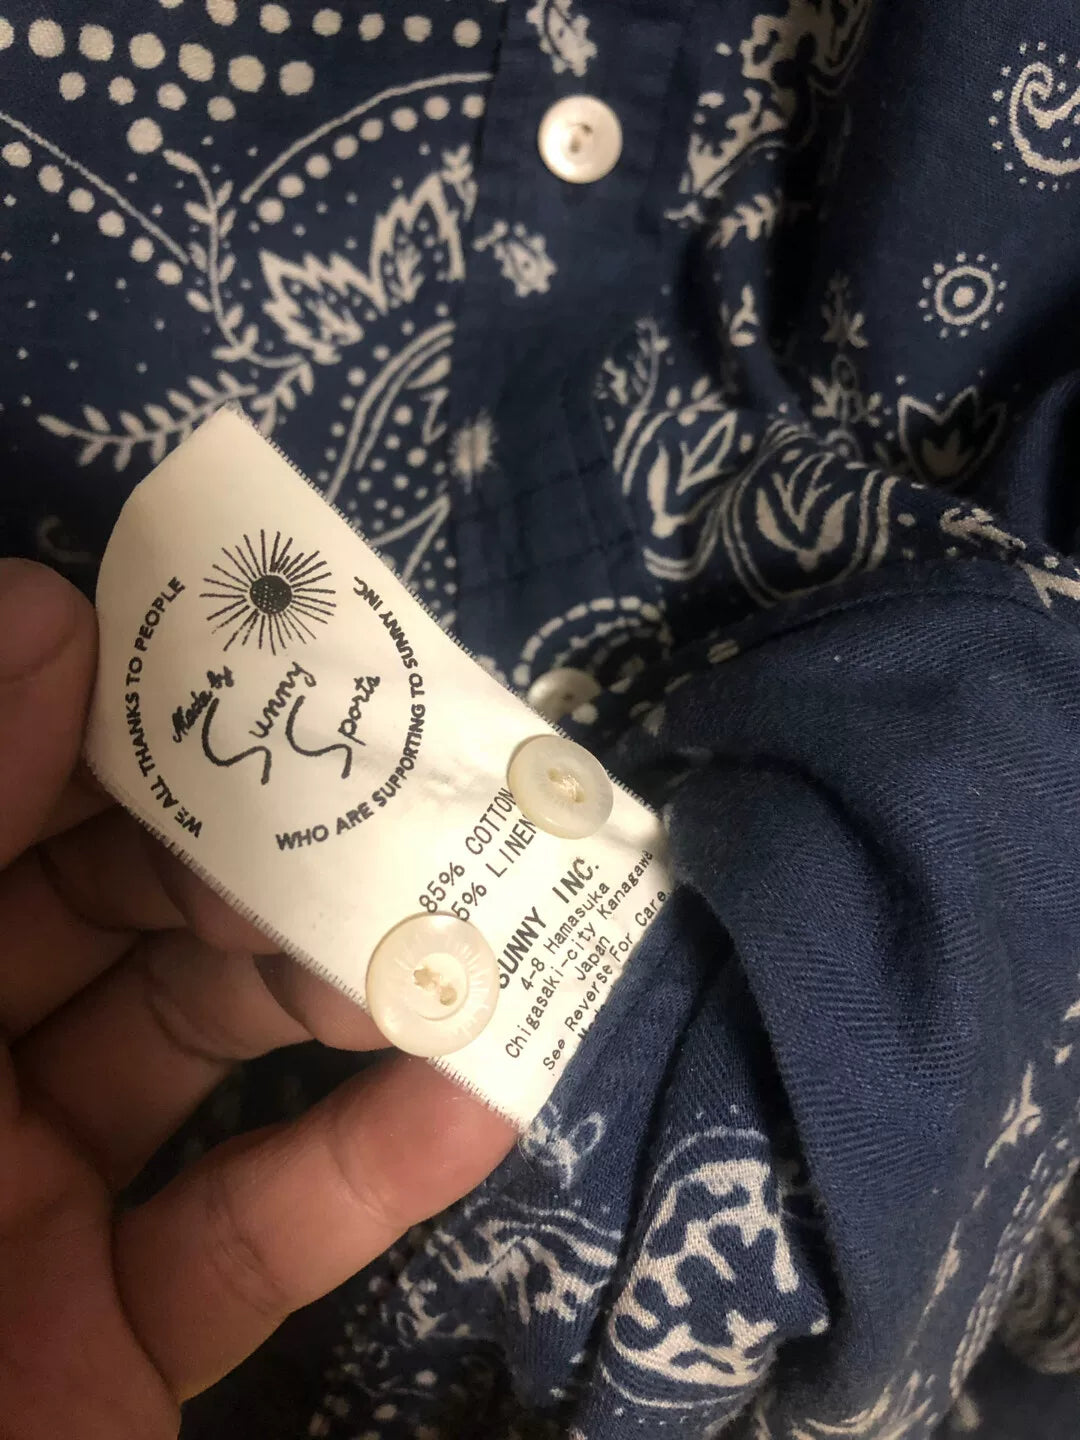 WE ALL THANKS TO PEOPLE
WHO ARE SUPPORTING TO SUNNY INC.
Made by
Sunny
Sports
85% COTTON
5% LINEN
SUNNY INC.
4-8 Hamasuka
Chigasaki-city Kanagawa
Japan
See Reverse For Care